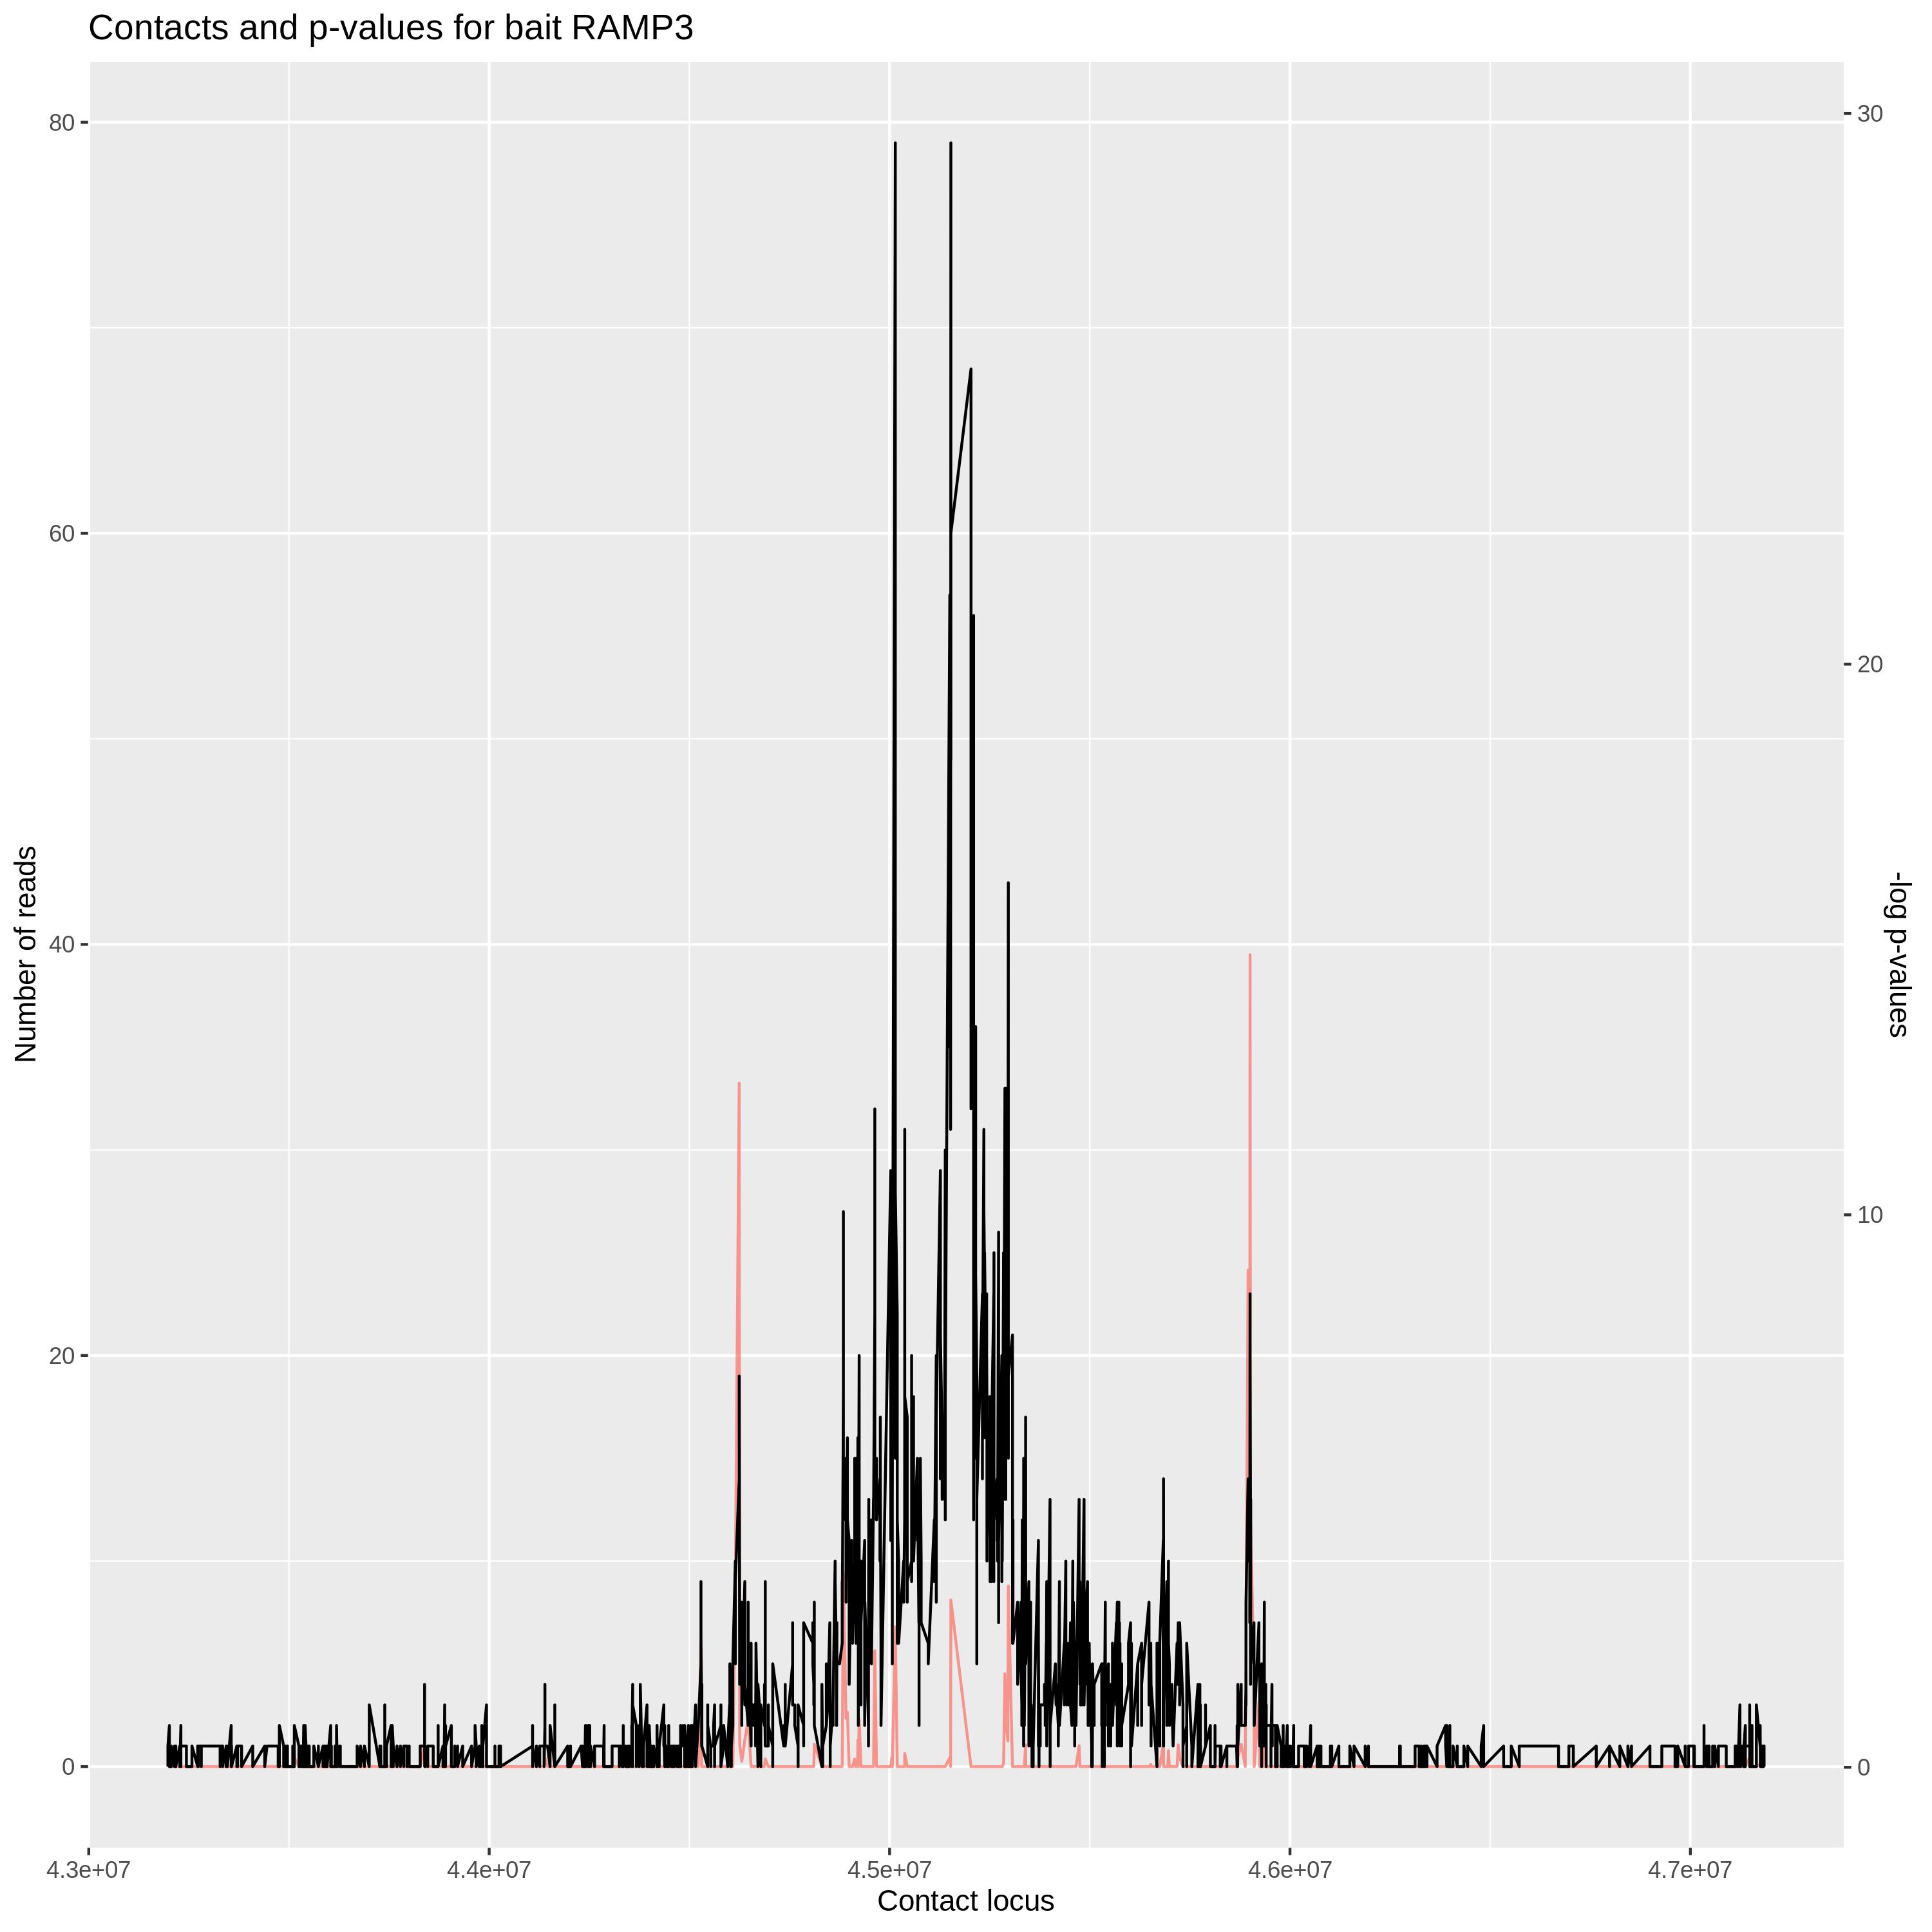 Contacts and p-values for bait RAMP3
80
60
40
20
0
30
20
10
0
Number of reads
-log p-values
4.3e+07 4.4e+07 4.5e+07 4.6e+07 4.7e+07
Contact locus